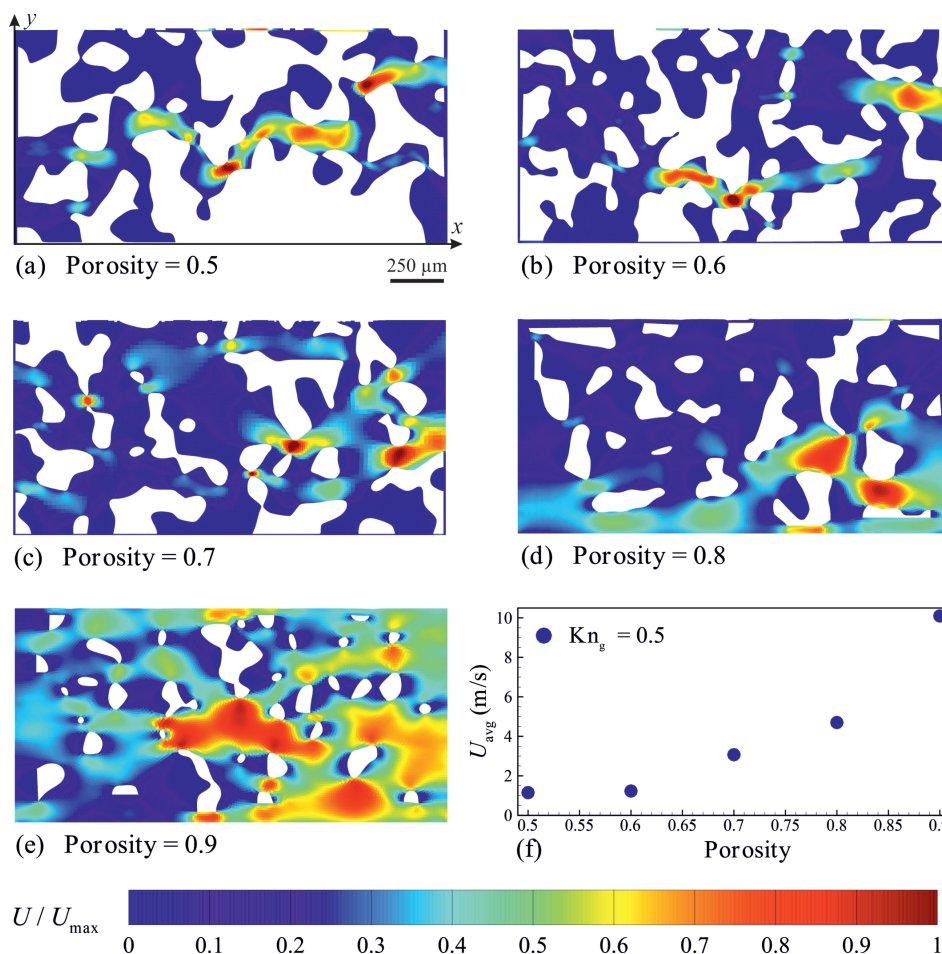 y
x
(a) Porosity = 0.5
250 µm
(b) Porosity = 0.6
(c) Porosity = 0.7
(d) Porosity = 0.8
(e) Porosity = 0.9
10
8
6
4
2
0
U_avg (m/s)
Kn_g = 0.5
0.5 0.55 0.6 0.65 0.7 0.75 0.8 0.85
(f) Porosity
U / U_max
0 0.1 0.2 0.3 0.4 0.5 0.6 0.7 0.8 0.9 1